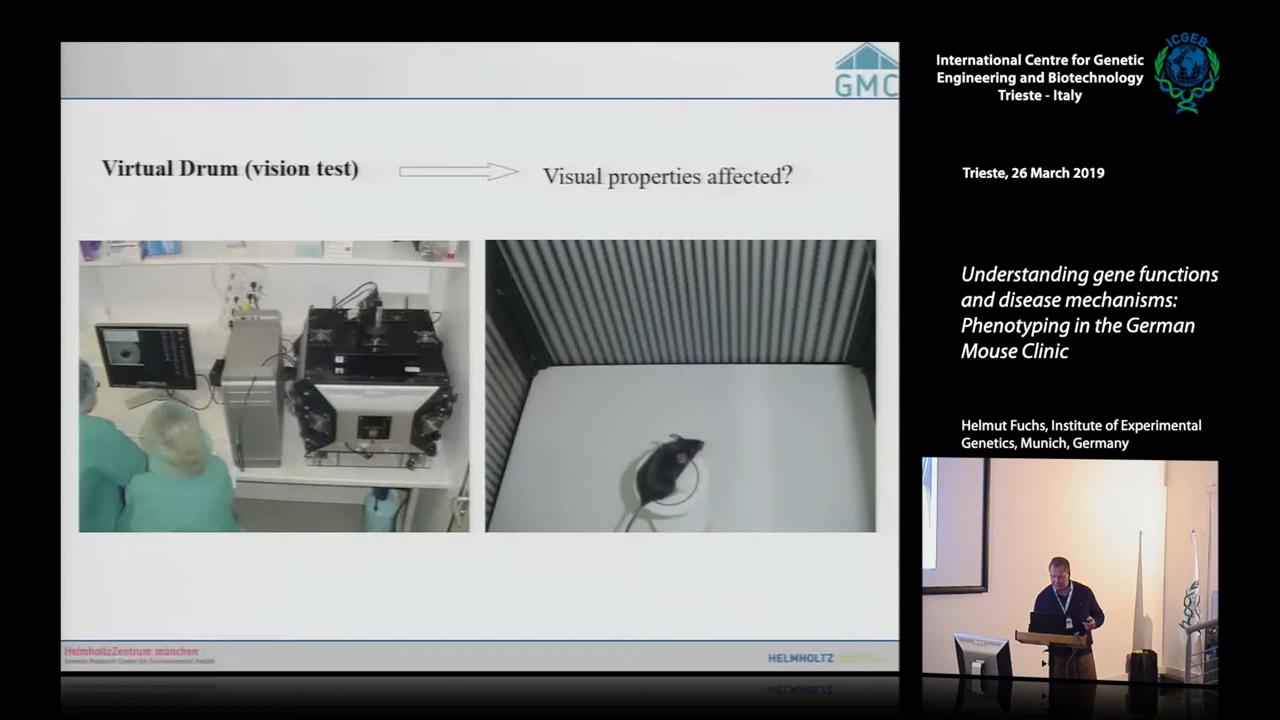 GMC
Virtual Drum (vision test)
Visual properties affected?
HelmholtzZentrum münchen
HELMHOLTZ
International Centre for Genetic
Engineering and Biotechnology
Trieste - Italy
ICGEB
Trieste, 26 March 2019
Understanding gene functions
and disease mechanisms:
Phenotyping in the German
Mouse Clinic
Helmut Fuchs, Institute of Experimental
Genetics, Munich, Germany